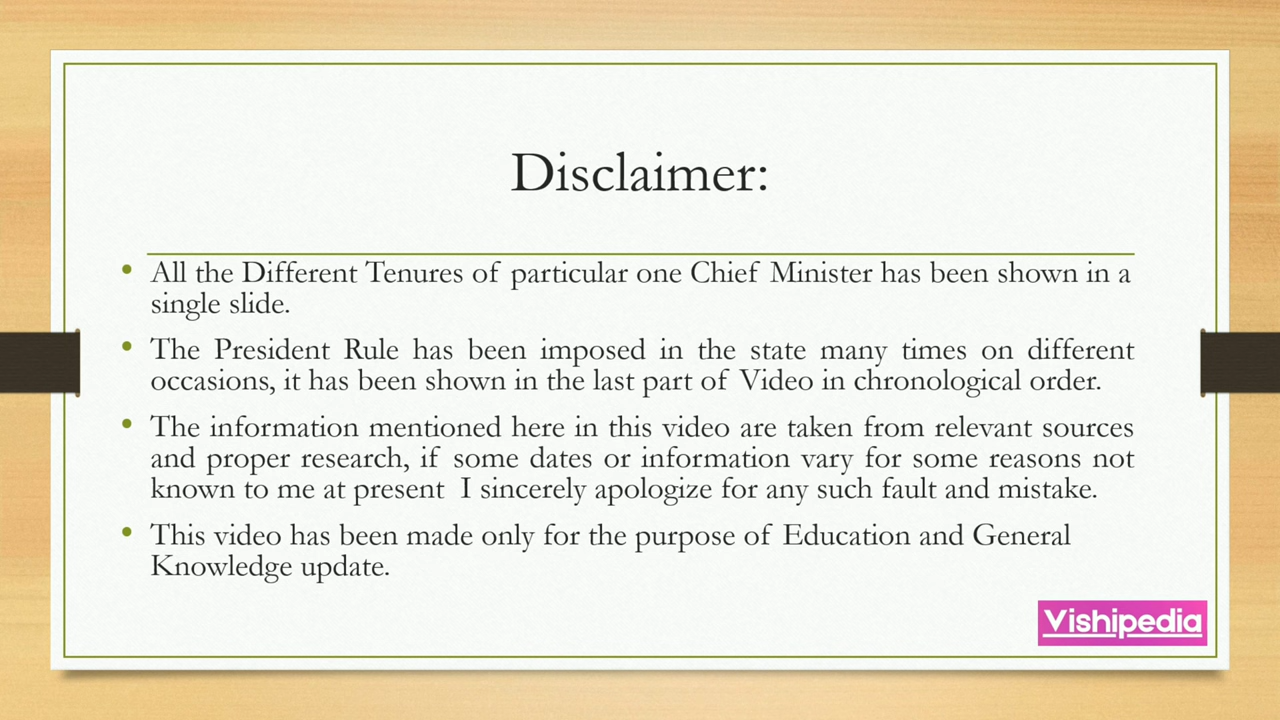 Disclaimer:
• All the Different Tenures of particular one Chief Minister has been shown in a
single slide.
• The President Rule has been imposed in the state many times on different
occasions, it has been shown in the last part of Video in chronological order.
• The information mentioned here in this video are taken from relevant sources
and proper research, if some dates or information vary for some reasons not
known to me at present I sincerely apologize for any such fault and mistake.
• This video has been made only for the purpose of Education and General
Knowledge update.
Vishipedia